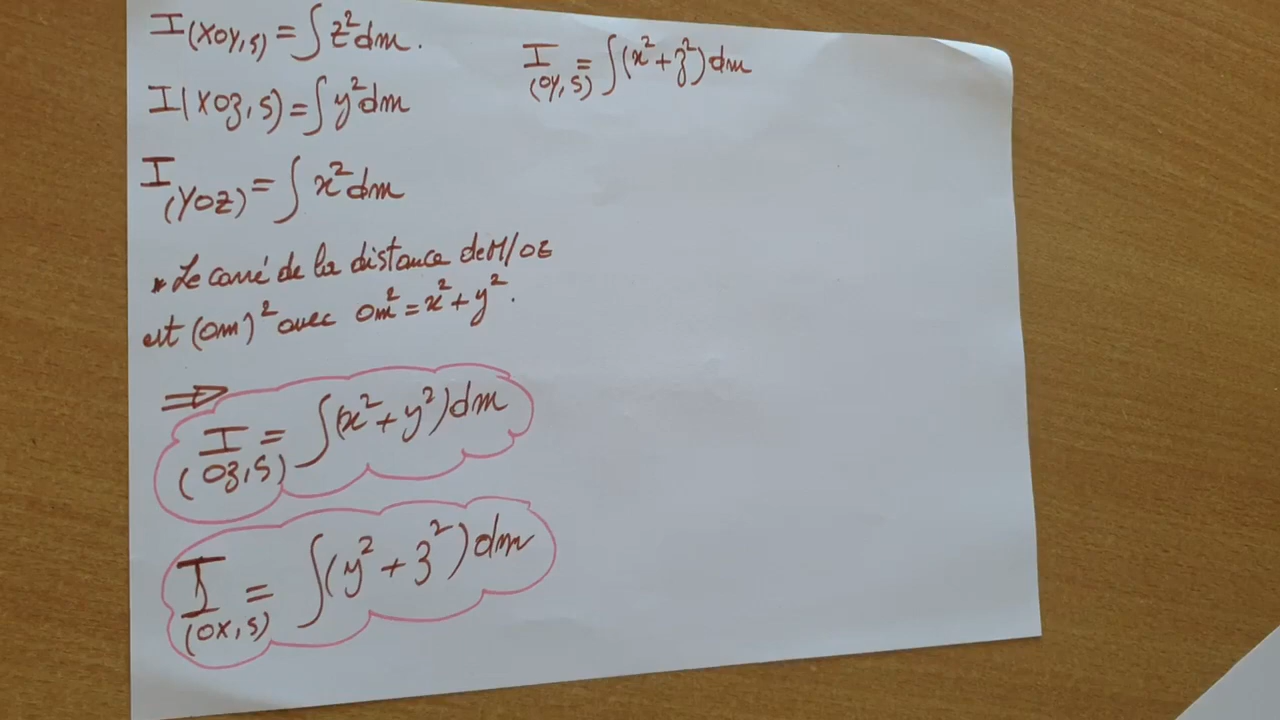 I(XOY,S) = ∫z²dm.
I(XOz,S) = ∫y²dm
I(YOZ) = ∫x²dm
* Le carré de la distance de M/OZ
est (Om)² avec Om² = x² + y².
⇒
I(Oz,S) = ∫(x² + y²)dm
I(OX,S) = ∫(y² + z²)dm
I(OY,S) = ∫(x² + z²)dm